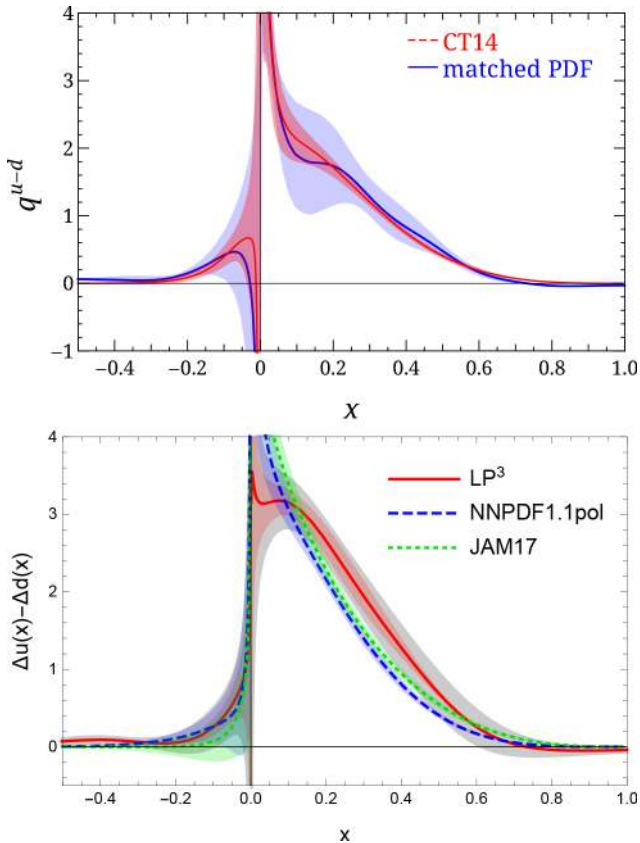 4
CT14
matched PDF
3
2
q^{u−d}
1
0
−1
−0.4 −0.2 0 0.2 0.4 0.6 0.8 1.0
x
4
LP³
NNPDF1.1pol
JAM17
3
Δu(x)−Δd(x)
2
1
0
−0.4 −0.2 0.0 0.2 0.4 0.6 0.8 1.0
x